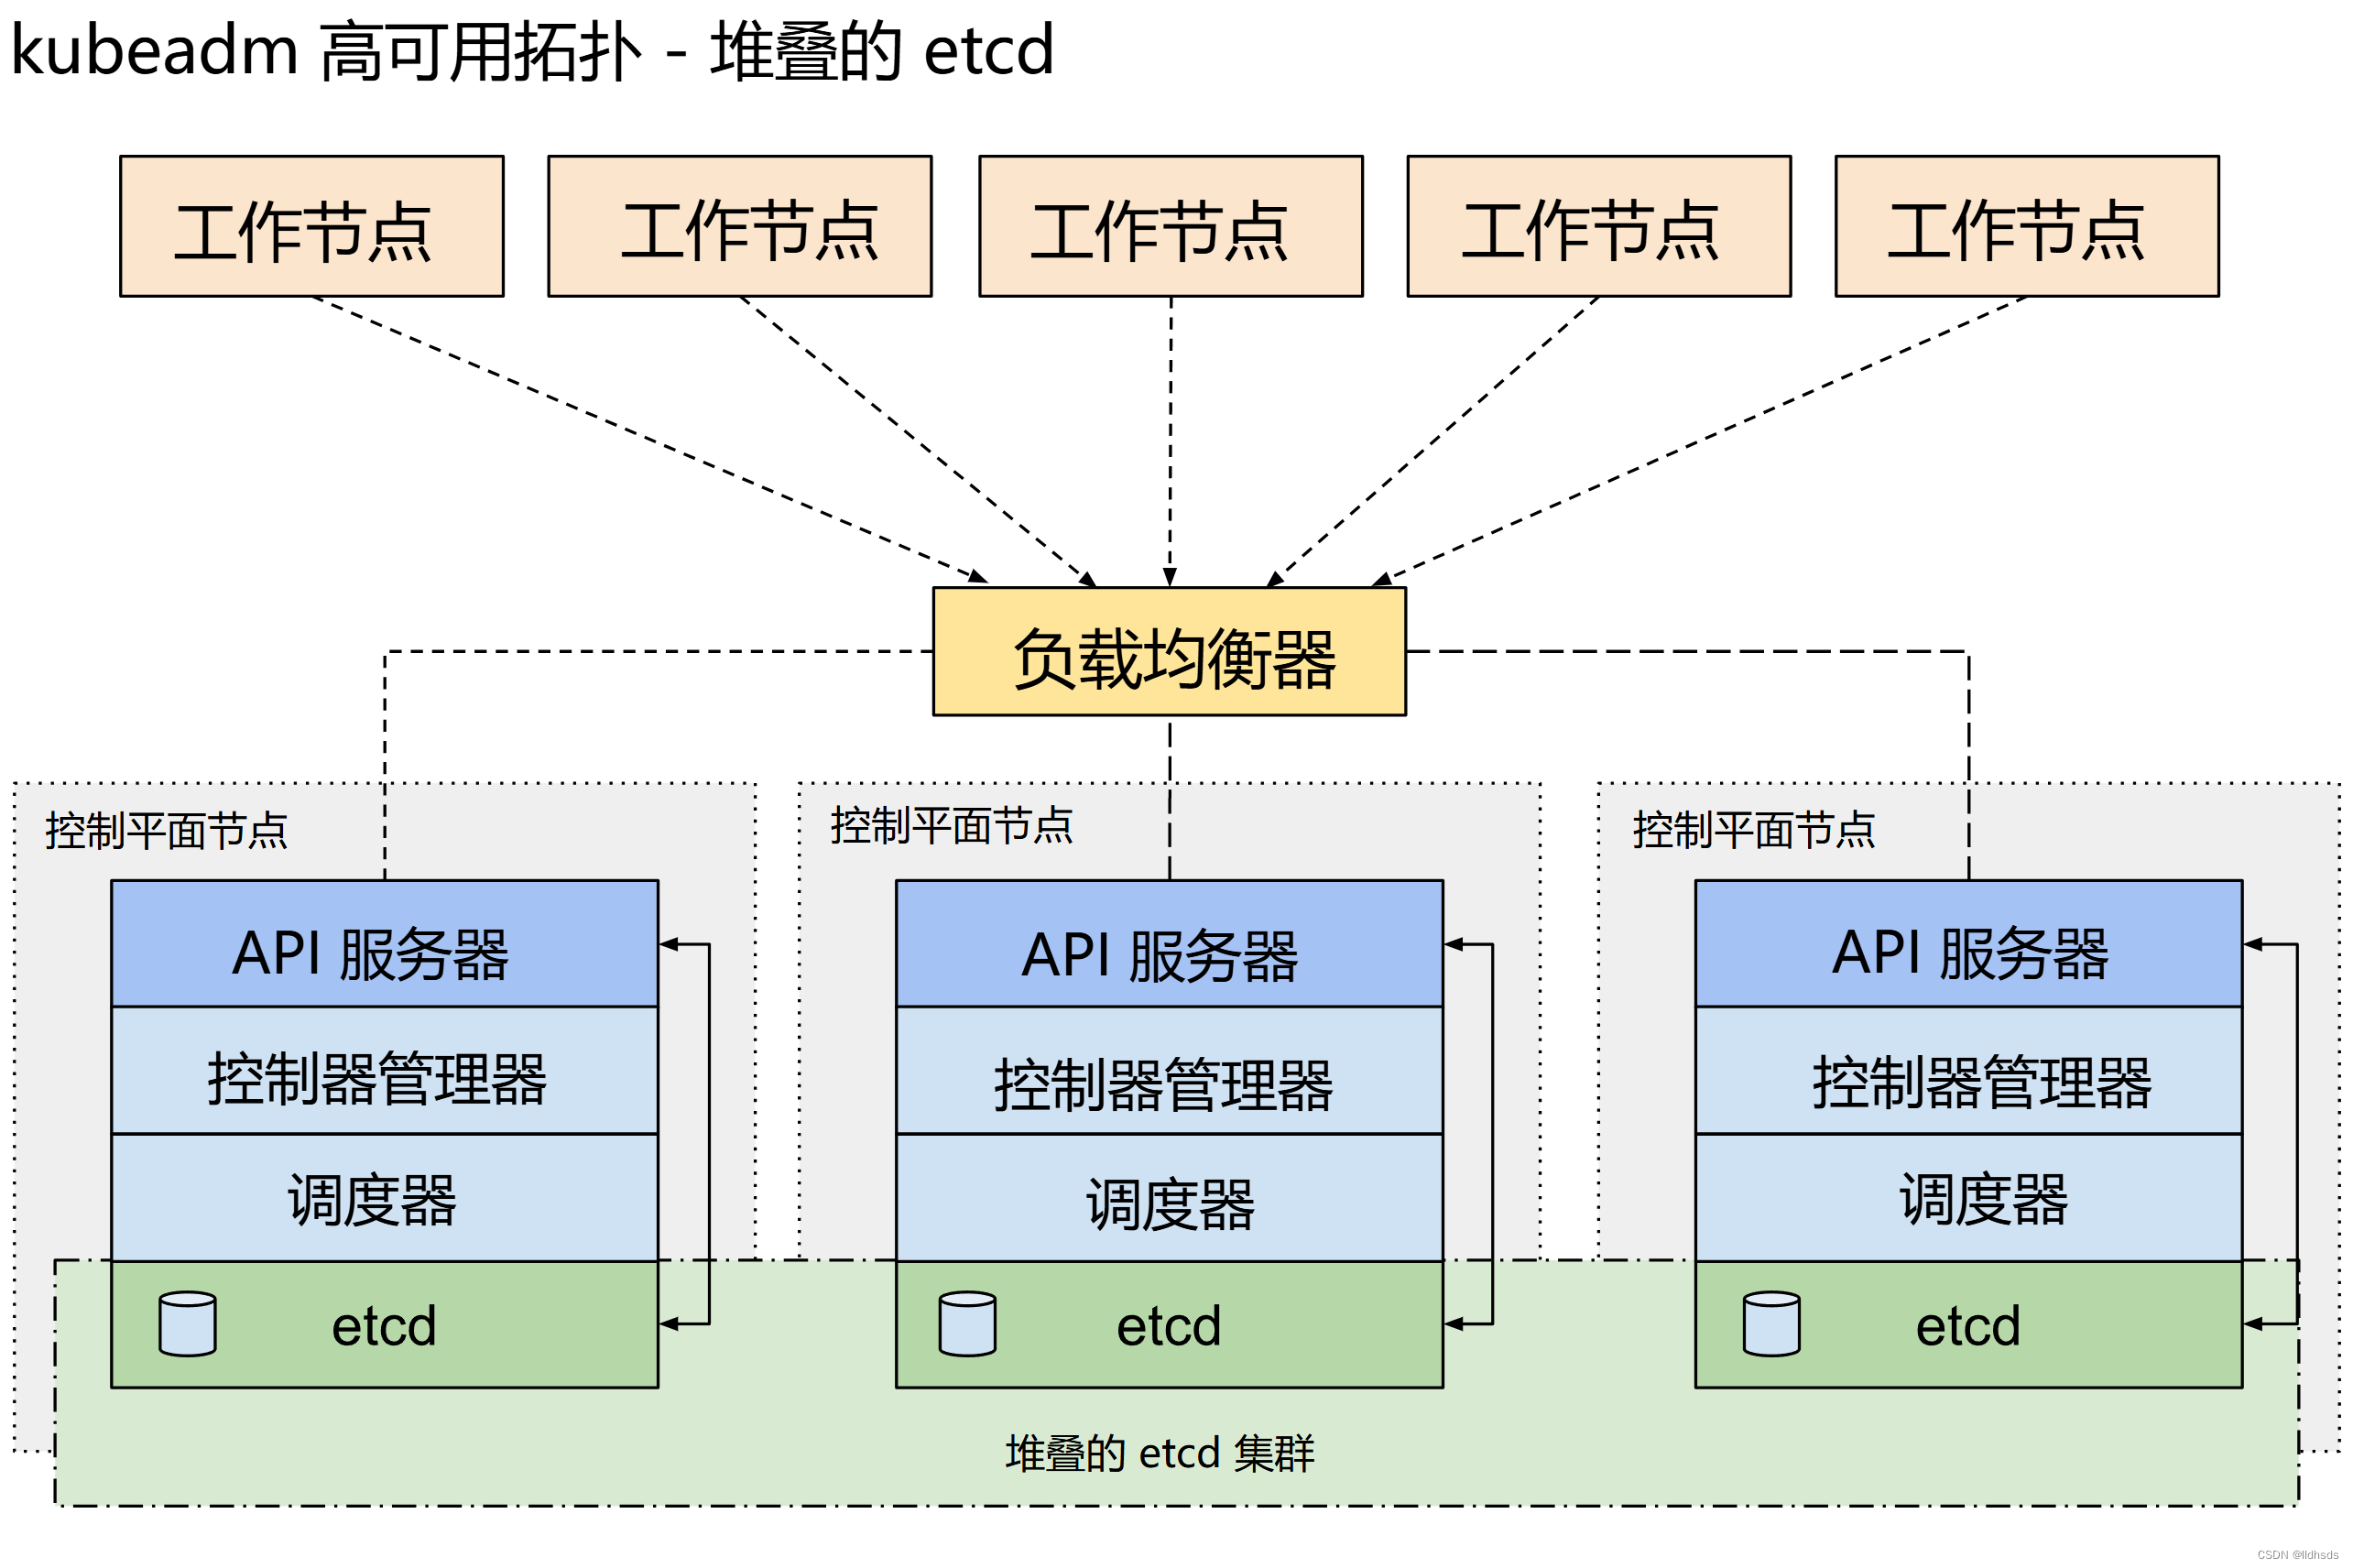 kubeadm 高可用拓扑 - 堆叠的 etcd
工作节点
工作节点
工作节点
工作节点
工作节点
负载均衡器
控制平面节点
控制平面节点
控制平面节点
API 服务器
API 服务器
API 服务器
控制器管理器
控制器管理器
控制器管理器
调度器
调度器
调度器
etcd
etcd
etcd
堆叠的 etcd 集群
CSDN @lldhsds